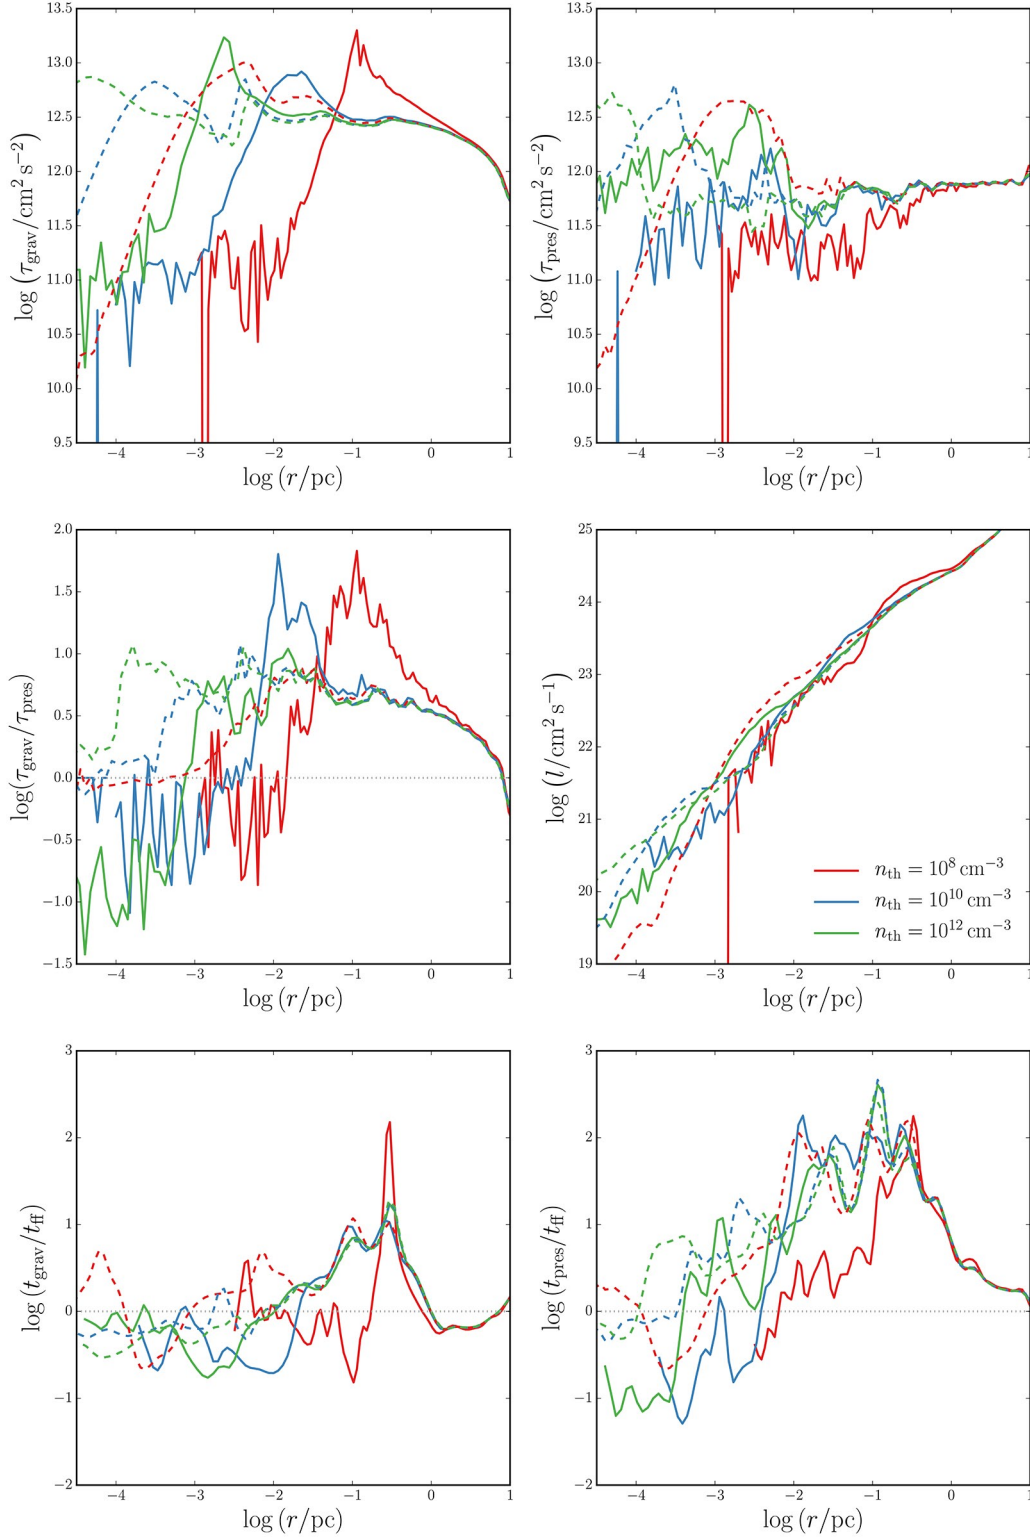 13.5
13.0
12.5
12.0
11.5
11.0
10.5
10.0
9.5
log (τgrav/cm² s⁻²)
−4 −3 −2 −1 0 1
log (r/pc)
13.5
13.0
12.5
12.0
11.5
11.0
10.5
10.0
9.5
log (τpres/cm² s⁻²)
−4 −3 −2 −1 0 1
log (r/pc)
2.0
1.5
1.0
0.5
0.0
−0.5
−1.0
−1.5
log(τgrav/τpres)
−4 −3 −2 −1 0 1
log (r/pc)
25
24
23
22
21
20
19
log (l/cm² s⁻¹)
nth = 10⁸ cm⁻³
nth = 10¹⁰ cm⁻³
nth = 10¹² cm⁻³
−4 −3 −2 −1 0 1
log (r/pc)
3
2
1
0
−1
−2
log (tgrav/tff)
−4 −3 −2 −1 0 1
log (r/pc)
3
2
1
0
−1
−2
log (tpres/tff)
−4 −3 −2 −1 0 1
log (r/pc)